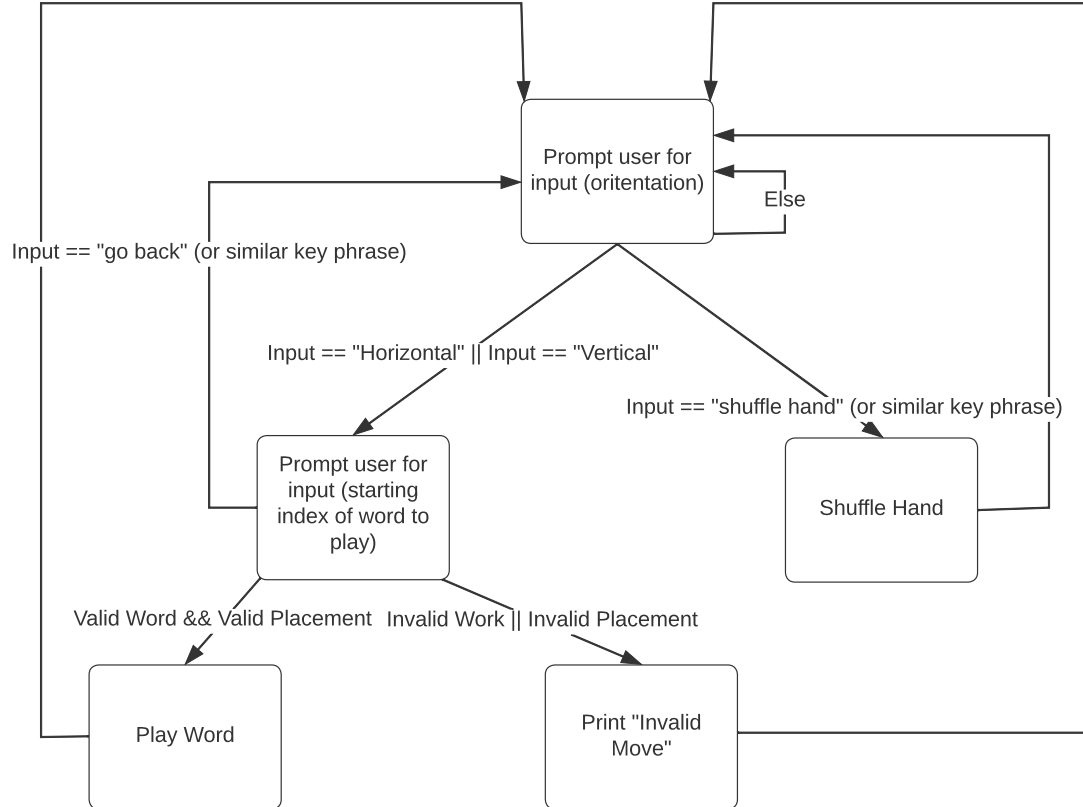 Prompt user for
input (oritentation)
Else
Input == "go back" (or similar key phrase)
Input == "Horizontal" || Input == "Vertical"
Input == "shuffle hand" (or similar key phrase)
Prompt user for
input (starting
index of word to
play)
Shuffle Hand
Valid Word && Valid Placement
Invalid Work || Invalid Placement
Play Word
Print "Invalid
Move"